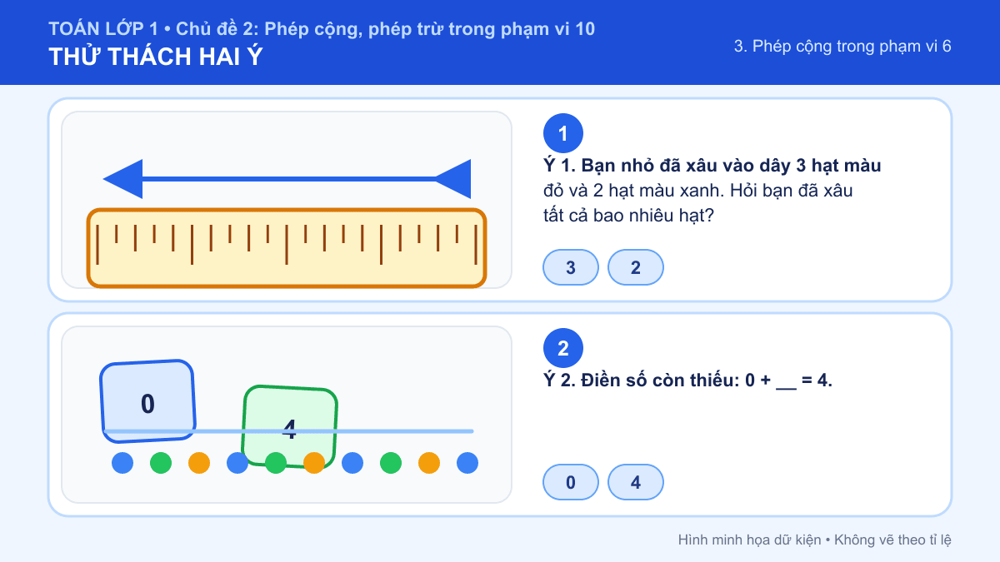 TOÁN LỚP 1 • Chủ đề 2: Phép cộng, phép trừ trong phạm vi 10
THỬ THÁCH HAI Ý
3. Phép cộng trong phạm vi 6
1
Ý 1. Bạn nhỏ đã xâu vào dây 3 hạt màu
đỏ và 2 hạt màu xanh. Hỏi bạn đã xâu
tất cả bao nhiêu hạt?
3 2
0
4
2
Ý 2. Điền số còn thiếu: 0 + __ = 4.
0 4
Hình minh họa dữ kiện • Không vẽ theo tỉ lệ